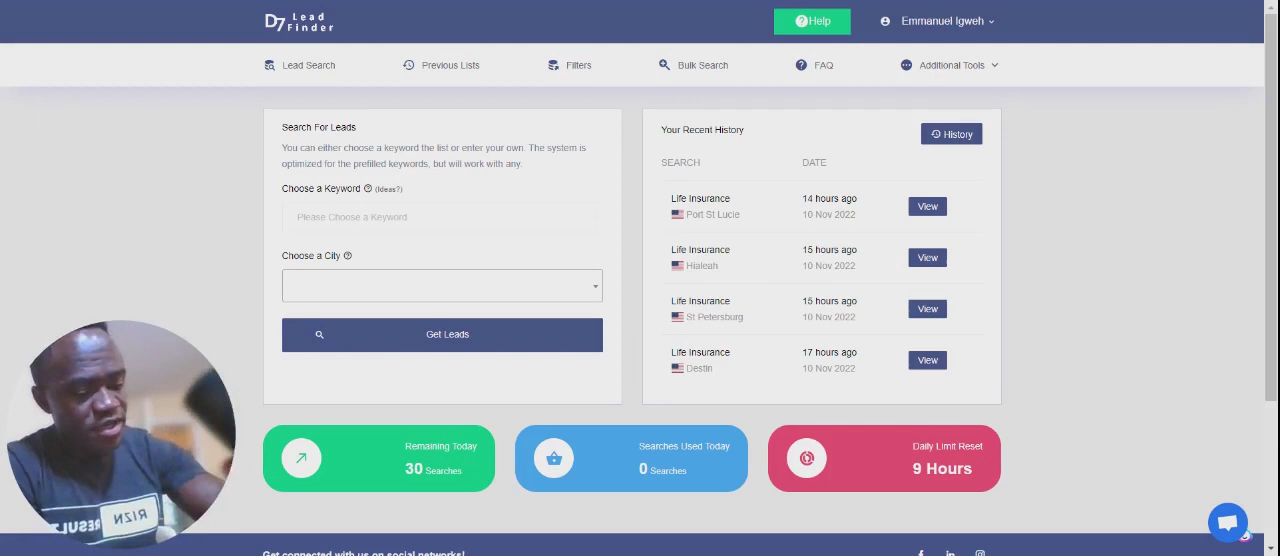 D7 Lead Finder
Help
Emmanuel Igweh
Lead Search
Previous Lists
Filters
Bulk Search
FAQ
Additional Tools
Search For Leads
You can either choose a keyword the list or enter your own. The system is
optimized for the prefilled keywords, but will work with any.
Choose a Keyword (Ideas?)
Please Choose a Keyword
Choose a City
Get Leads
Your Recent History
History
SEARCH DATE
Life Insurance 14 hours ago
Port St Lucie 10 Nov 2022
View
Life Insurance 15 hours ago
Hialeah 10 Nov 2022
View
Life Insurance 15 hours ago
St Petersburg 10 Nov 2022
View
Life Insurance 17 hours ago
Destin 10 Nov 2022
View
Remaining Today
30 Searches
Searches Used Today
0 Searches
Daily Limit Reset
9 Hours
RIZN
Get connected with us on social networks!